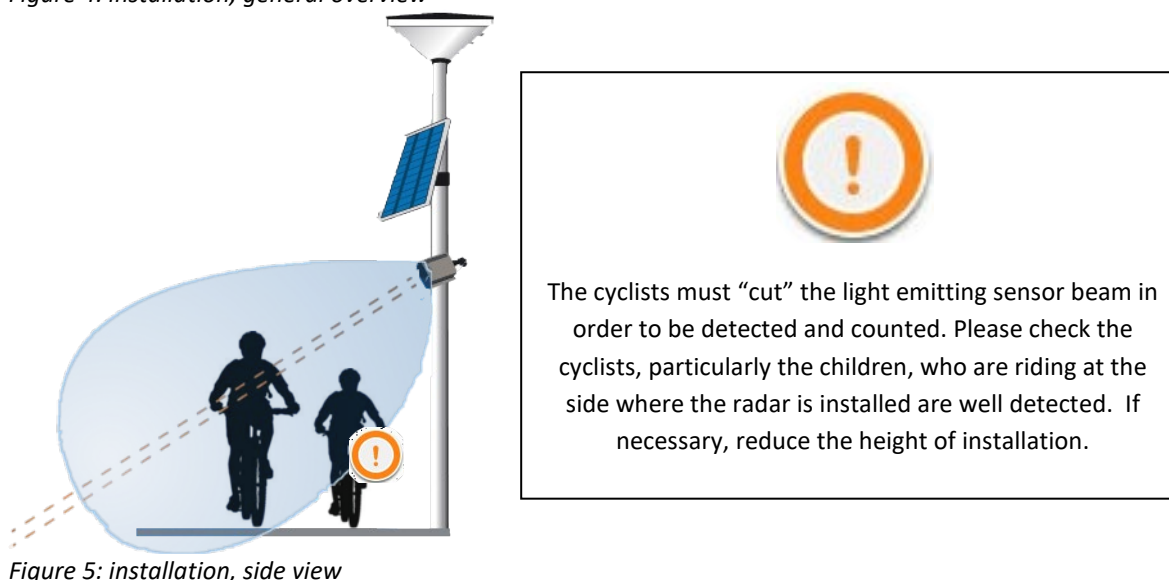 The cyclists must “cut” the light emitting sensor beam in
order to be detected and counted. Please check the
cyclists, particularly the children, who are riding at the
side where the radar is installed are well detected.  If
necessary, reduce the height of installation.
Figure 5: installation, side view